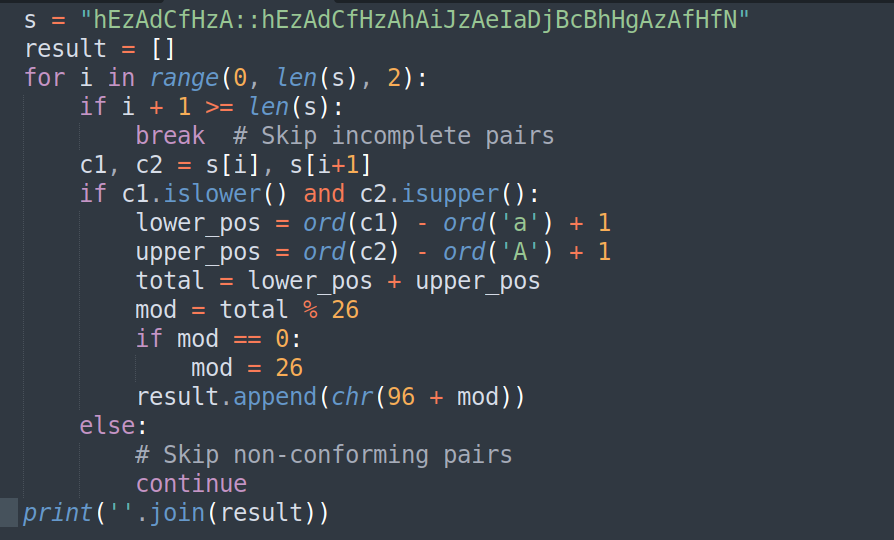 s = "hEzAdCfHzA::hEzAdCfHzAhAiJzAeIaDjBcBhHgAzAfHfN"
result = []
for i in range(0, len(s), 2):
    if i + 1 >= len(s):
        break  # Skip incomplete pairs
    c1, c2 = s[i], s[i+1]
    if c1.islower() and c2.isupper():
        lower_pos = ord(c1) - ord('a') + 1
        upper_pos = ord(c2) - ord('A') + 1
        total = lower_pos + upper_pos
        mod = total % 26
        if mod == 0:
            mod = 26
        result.append(chr(96 + mod))
    else:
        # Skip non-conforming pairs
        continue
print(''.join(result))